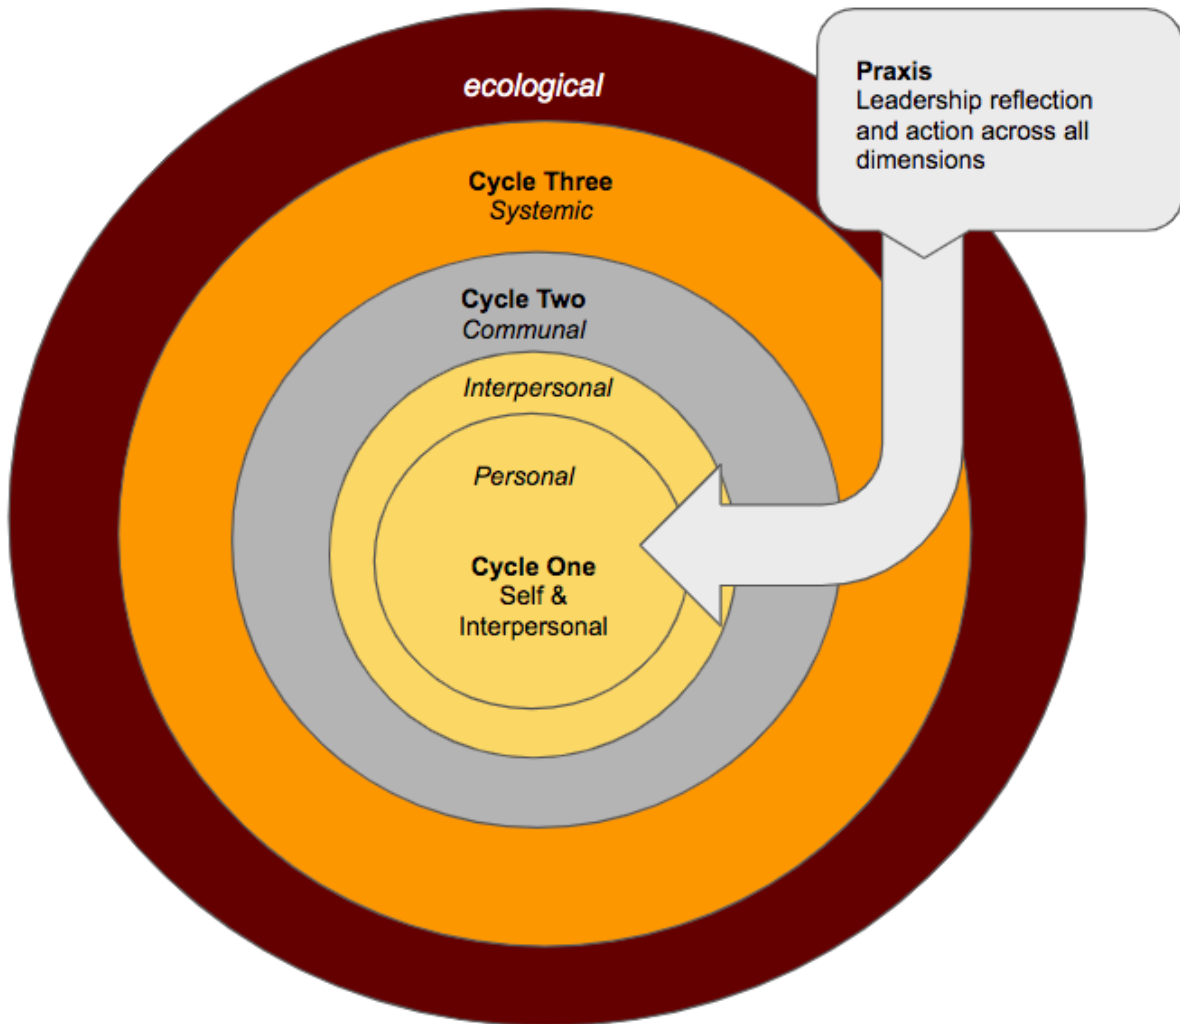 ecological
Praxis
Leadership reflection
and action across all
dimensions
Cycle Three
Systemic
Cycle Two
Communal
Interpersonal
Personal
Cycle One
Self &
Interpersonal